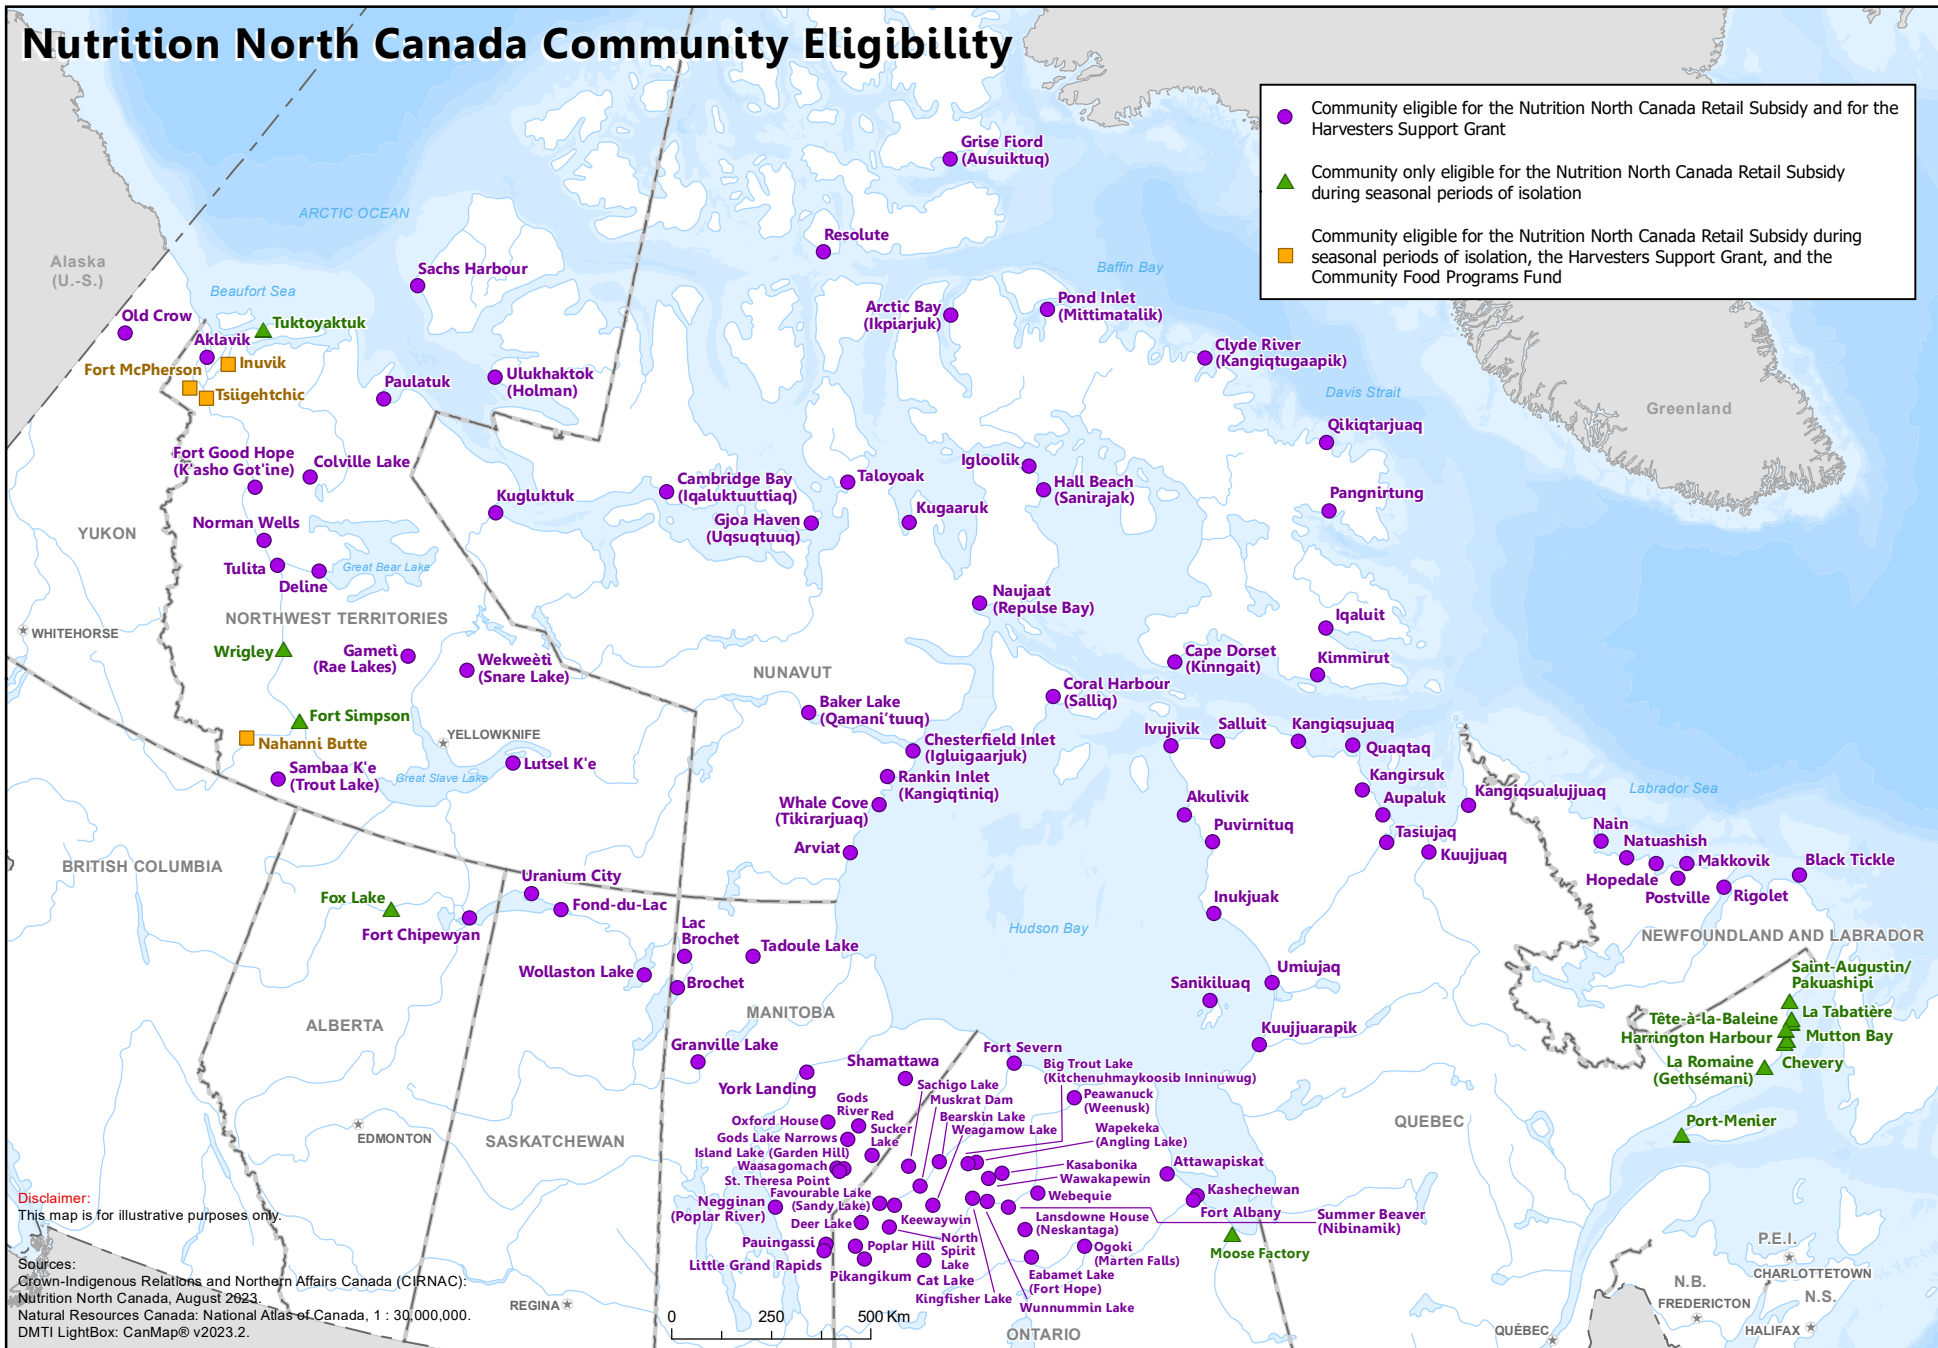 Nutrition North Canada Community Eligibility
Community eligible for the Nutrition North Canada Retail Subsidy and for the
Harvesters Support Grant
Community only eligible for the Nutrition North Canada Retail Subsidy
during seasonal periods of isolation
Community eligible for the Nutrition North Canada Retail Subsidy during
seasonal periods of isolation, the Harvesters Support Grant, and the
Community Food Programs Fund
Grise Fiord
(Ausuiktuq)
ARCTIC OCEAN
Resolute
Alaska
(U.-S.)
Sachs Harbour
Baffin Bay
Beaufort Sea
Arctic Bay
(Ikpiarjuk)
Pond Inlet
(Mittimatalik)
Old Crow
Tuktoyaktuk
Aklavik
Clyde River
(Kangiqtugaapik)
Fort McPherson
Inuvik
Tsiigehtchic
Paulatuk
Ulukhaktok
(Holman)
Davis Strait
Greenland
Qikiqtarjuaq
Fort Good Hope
(K'asho Got'ine)
Colville Lake
Igloolik
Cambridge Bay
(Iqaluktuuttiaq)
Taloyoak
Hall Beach
(Sanirajak)
Kugluktuk
Pangnirtung
Gjoa Haven
(Uqsuqtuuq)
Kugaaruk
Norman Wells
YUKON
Tulita
Deline
Great Bear Lake
Naujaat
(Repulse Bay)
NORTHWEST TERRITORIES
Iqaluit
WHITEHORSE
Wrigley
Gametì
(Rae Lakes)
Wekweètì
(Snare Lake)
NUNAVUT
Cape Dorset
(Kinngait)
Kimmirut
Coral Harbour
(Salliq)
Baker Lake
(Qamani'tuuq)
Fort Simpson
Nahanni Butte
YELLOWKNIFE
Chesterfield Inlet
(Igluigaarjuk)
Ivujivik
Salluit
Kangiqsujuaq
Quaqtaq
Sambaa K'e
(Trout Lake)
Great Slave Lake
Lutsel K'e
Rankin Inlet
(Kangiqtiniq)
Kangirsuk
Kangiqsualujjuaq
Labrador Sea
Whale Cove
(Tikirarjuaq)
Akulivik
Aupaluk
Puvirnituq
Tasiujaq
Nain
Arviat
Kuujjuaq
Natuashish
BRITISH COLUMBIA
Makkovik
Black Tickle
Uranium City
Hopedale
Fox Lake
Fond-du-Lac
Inukjuak
Postville
Rigolet
Fort Chipewyan
Lac
Brochet
Hudson Bay
NEWFOUNDLAND AND LABRADOR
Tadoule Lake
Wollaston Lake
Brochet
Umiujaq
Saint-Augustin/
Pakuashipi
Sanikiluaq
MANITOBA
La Tabatière
Tête-à-la-Baleine
ALBERTA
Kuujjuarapik
Harrington Harbour
Mutton Bay
Granville Lake
Fort Severn
La Romaine
(Gethsémani)
Chevery
Shamattawa
Big Trout Lake
(Kitchenuhmaykoosib Inninuwug)
York Landing
Sachigo Lake
Muskrat Dam
Peawanuck
(Weenusk)
Gods
River
Oxford House
Red
Sucker
Lake
Bearskin Lake
Weagamow Lake
QUEBEC
Port-Menier
EDMONTON
SASKATCHEWAN
Gods Lake Narrows
Wapekeka
(Angling Lake)
Island Lake (Garden Hill)
Waasagomach
Kasabonika
Attawapiskat
St. Theresa Point
Wawakapewin
Favourable Lake
(Sandy Lake)
Webequie
Kashechewan
Disclaimer:
This map is for illustrative purposes only.
Negginan
(Poplar River)
Fort Albany
Deer Lake
Keewaywin
Lansdowne House
(Neskantaga)
Summer Beaver
(Nibinamik)
Pauingassi
Poplar Hill
North
Spirit
Lake
Ogoki
(Marten Falls)
Moose Factory
Little Grand Rapids
Pikangikum
Cat Lake
Eabamet Lake
(Fort Hope)
Kingfisher Lake
Wunnummin Lake
P.E.I.
CHARLOTTETOWN
N.B.
N.S.
FREDERICTON
Sources:
Crown-Indigenous Relations and Northern Affairs Canada (CIRNAC):
Nutrition North Canada, August 2023.
Natural Resources Canada: National Atlas of Canada, 1 : 30,000,000.
DMTI LightBox: CanMap® v2023.2.
REGINA
0 250 500 Km
ONTARIO
QUÉBEC
HALIFAX